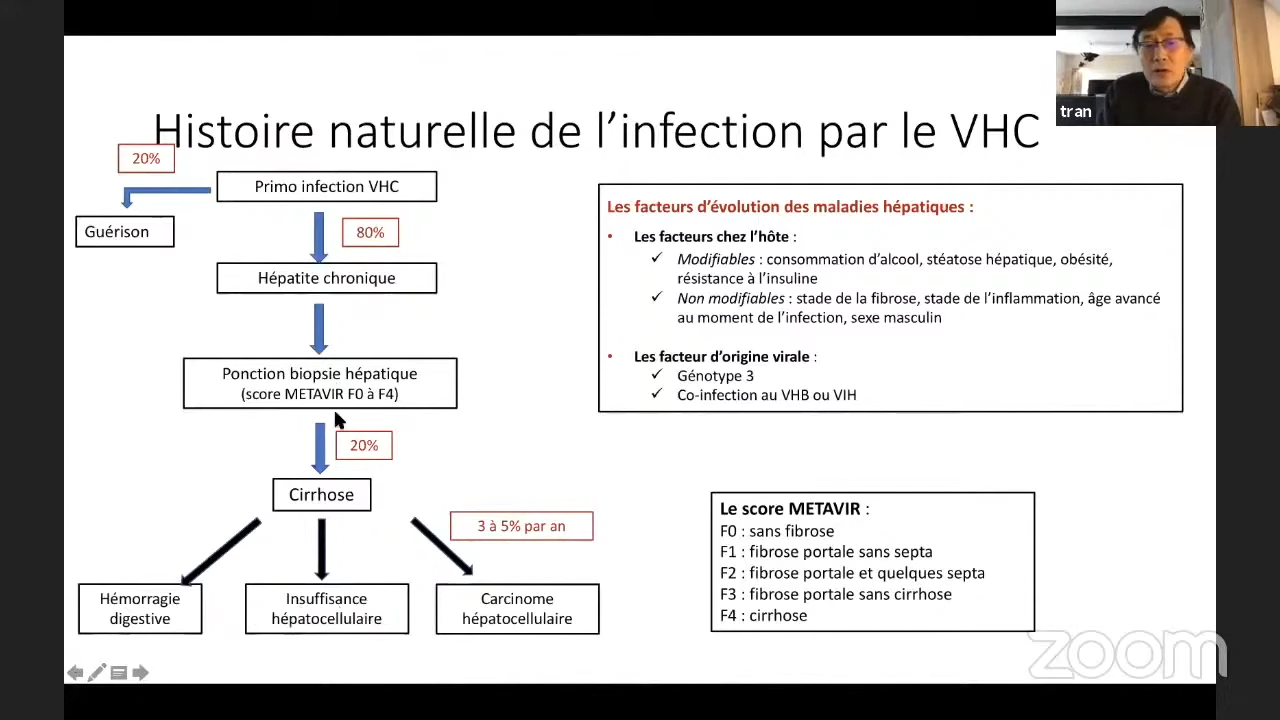 tran
Histoire naturelle de l’infection par le VHC
20%
Primo infection VHC
Guérison
80%
Hépatite chronique
Ponction biopsie hépatique
(score METAVIR F0 à F4)
20%
Cirrhose
3 à 5% par an
Hémorragie
digestive
Insuffisance
hépatocellulaire
Carcinome
hépatocellulaire
Les facteurs d’évolution des maladies hépatiques :
• Les facteurs chez l’hôte :
✓ Modifiables : consommation d’alcool, stéatose hépatique, obésité,
résistance à l’insuline
✓ Non modifiables : stade de la fibrose, stade de l’inflammation, âge avancé
au moment de l’infection, sexe masculin
• Les facteur d’origine virale :
✓ Génotype 3
✓ Co-infection au VHB ou VIH
Le score METAVIR :
F0 : sans fibrose
F1 : fibrose portale sans septa
F2 : fibrose portale et quelques septa
F3 : fibrose portale sans cirrhose
F4 : cirrhose
zoom